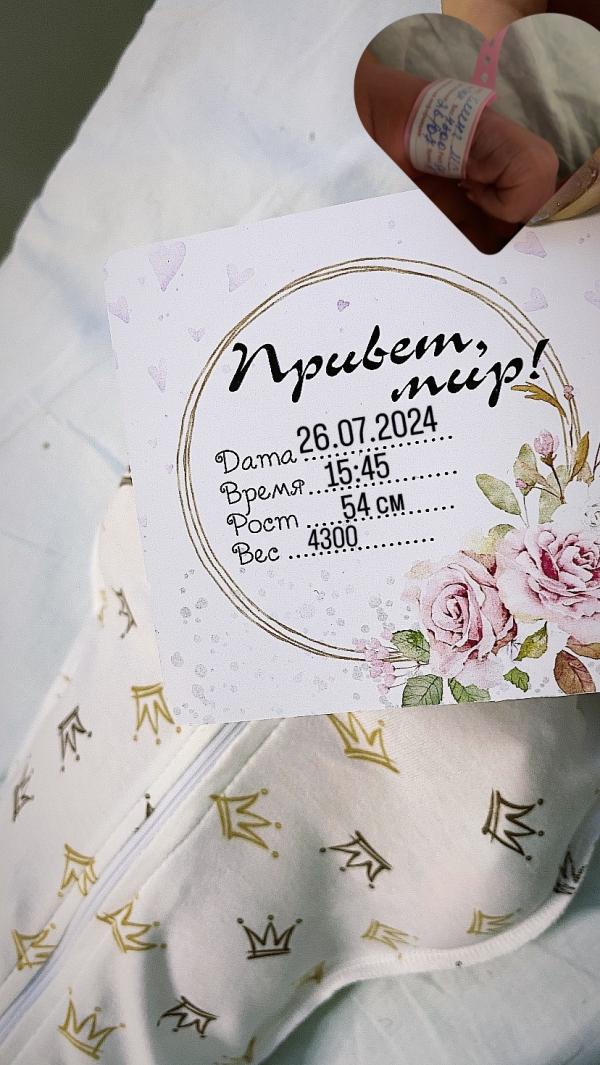 Привет,
мир!
Дата 26.07.2024
Время 15:45
Рост 54 см
Вес 4300